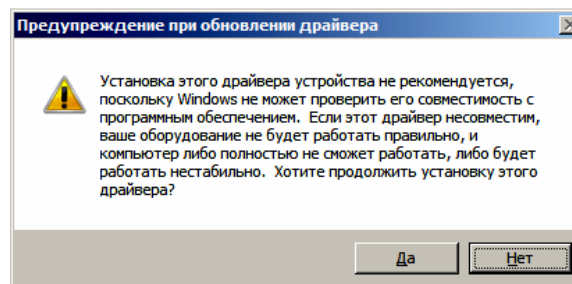 Предупреждение при обновлении драйвера
Установка этого драйвера устройства не рекомендуется,
поскольку Windows не может проверить его совместимость с
программным обеспечением. Если этот драйвер несовместим,
ваше оборудование не будет работать правильно, и
компьютер либо полностью не сможет работать, либо будет
работать нестабильно. Хотите продолжить установку этого
драйвера?
Да
Нет